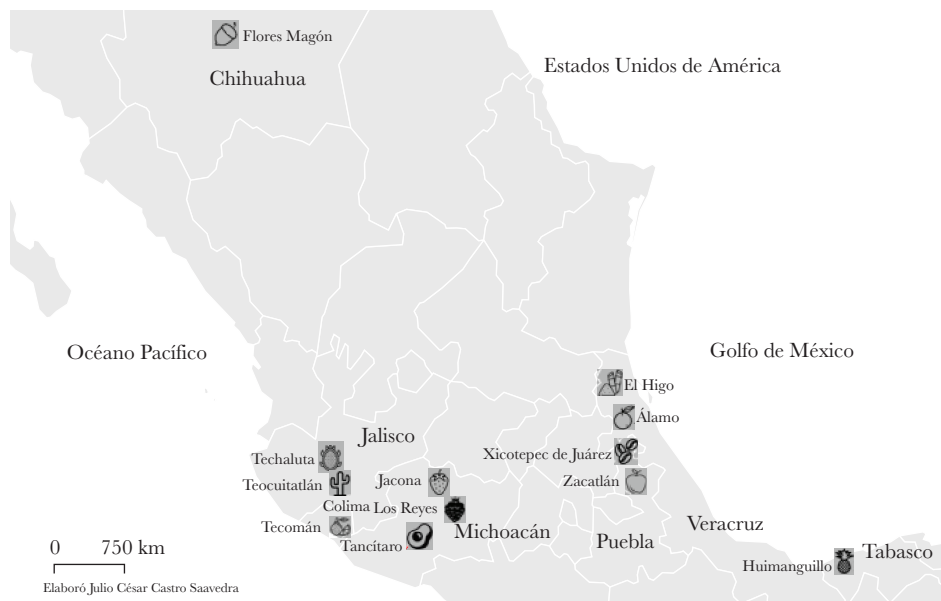 Flores Magón
Chihuahua
Estados Unidos de América
Océano Pacífico
Golfo de México
El Higo
Álamo
Jalisco
Xicotepec de Juárez
Techaluta
Teocuitatlán
Jacona
Zacatlán
Colima
Los Reyes
Tecomán
Veracruz
Michoacán
Puebla
Tancítaro
0 750 km
Tabasco
Huimanguillo
Elaboró Julio César Castro Saavedra